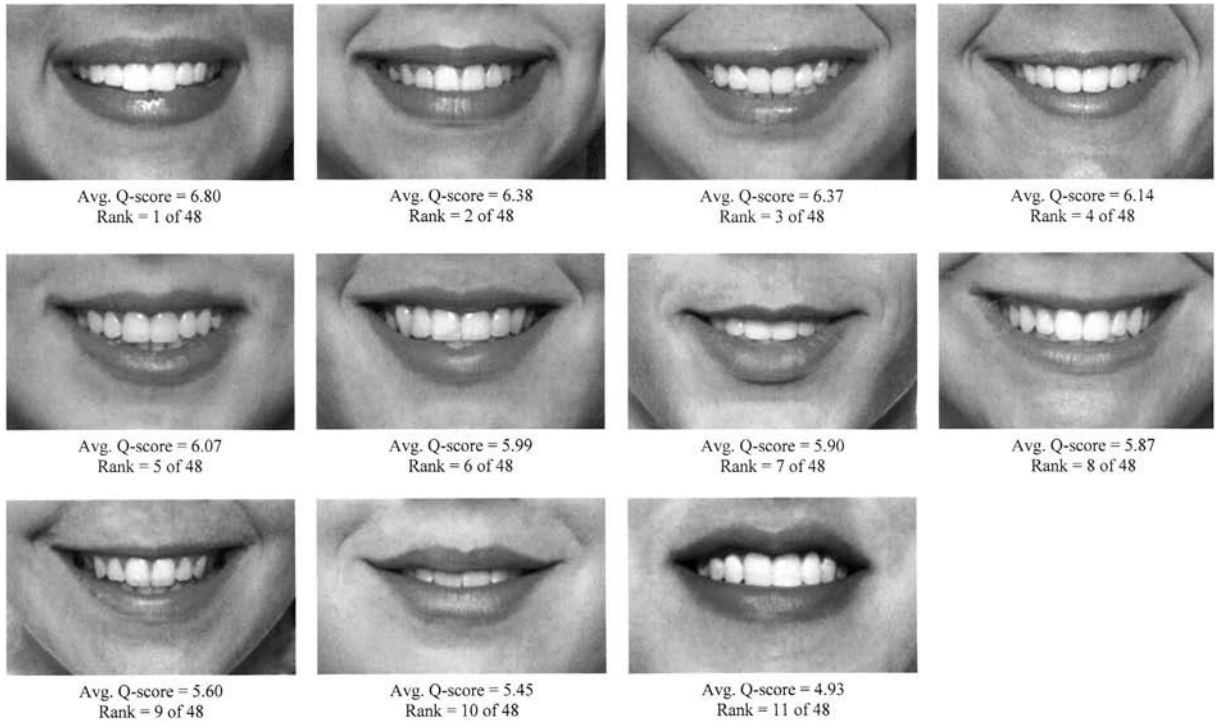 Avg. Q-score = 6.80
Rank = 1 of 48
Avg. Q-score = 6.38
Rank = 2 of 48
Avg. Q-score = 6.37
Rank = 3 of 48
Avg. Q-score = 6.14
Rank = 4 of 48
Avg. Q-score = 6.07
Rank = 5 of 48
Avg. Q-score = 5.99
Rank = 6 of 48
Avg. Q-score = 5.90
Rank = 7 of 48
Avg. Q-score = 5.87
Rank = 8 of 48
Avg. Q-score = 5.60
Rank = 9 of 48
Avg. Q-score = 5.45
Rank = 10 of 48
Avg. Q-score = 4.93
Rank = 11 of 48